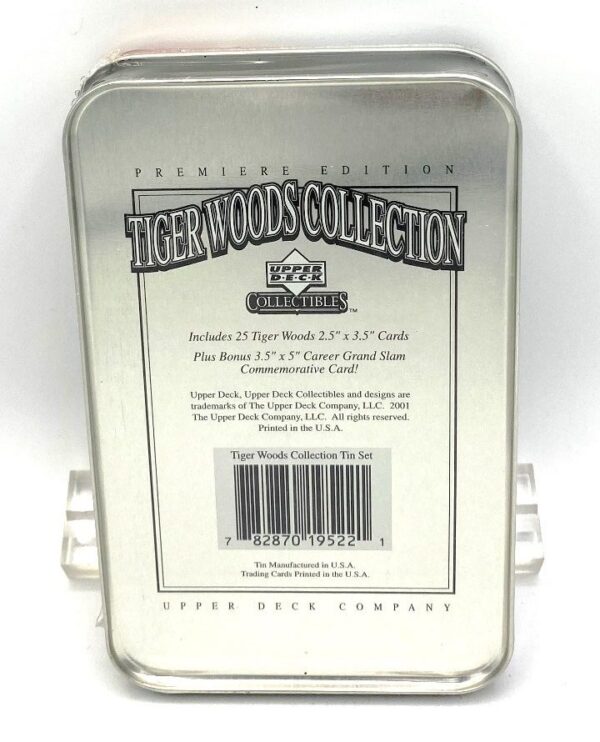 PREMIERE EDITION
TIGER WOODS COLLECTION
UPPER
D·E·C·K
COLLECTIBLES™
Includes 25 Tiger Woods 2.5" x 3.5" Cards
Plus Bonus 3.5" x 5" Career Grand Slam
Commemorative Card!
Upper Deck, Upper Deck Collectibles and designs are
trademarks of The Upper Deck Company, LLC. 2001
The Upper Deck Company, LLC. All rights reserved.
Printed in the U.S.A.
Tiger Woods Collection Tin Set
7 82870 19522 1
Tin Manufactured in U.S.A.
Trading Cards Printed in the U.S.A.
UPPER DECK COMPANY